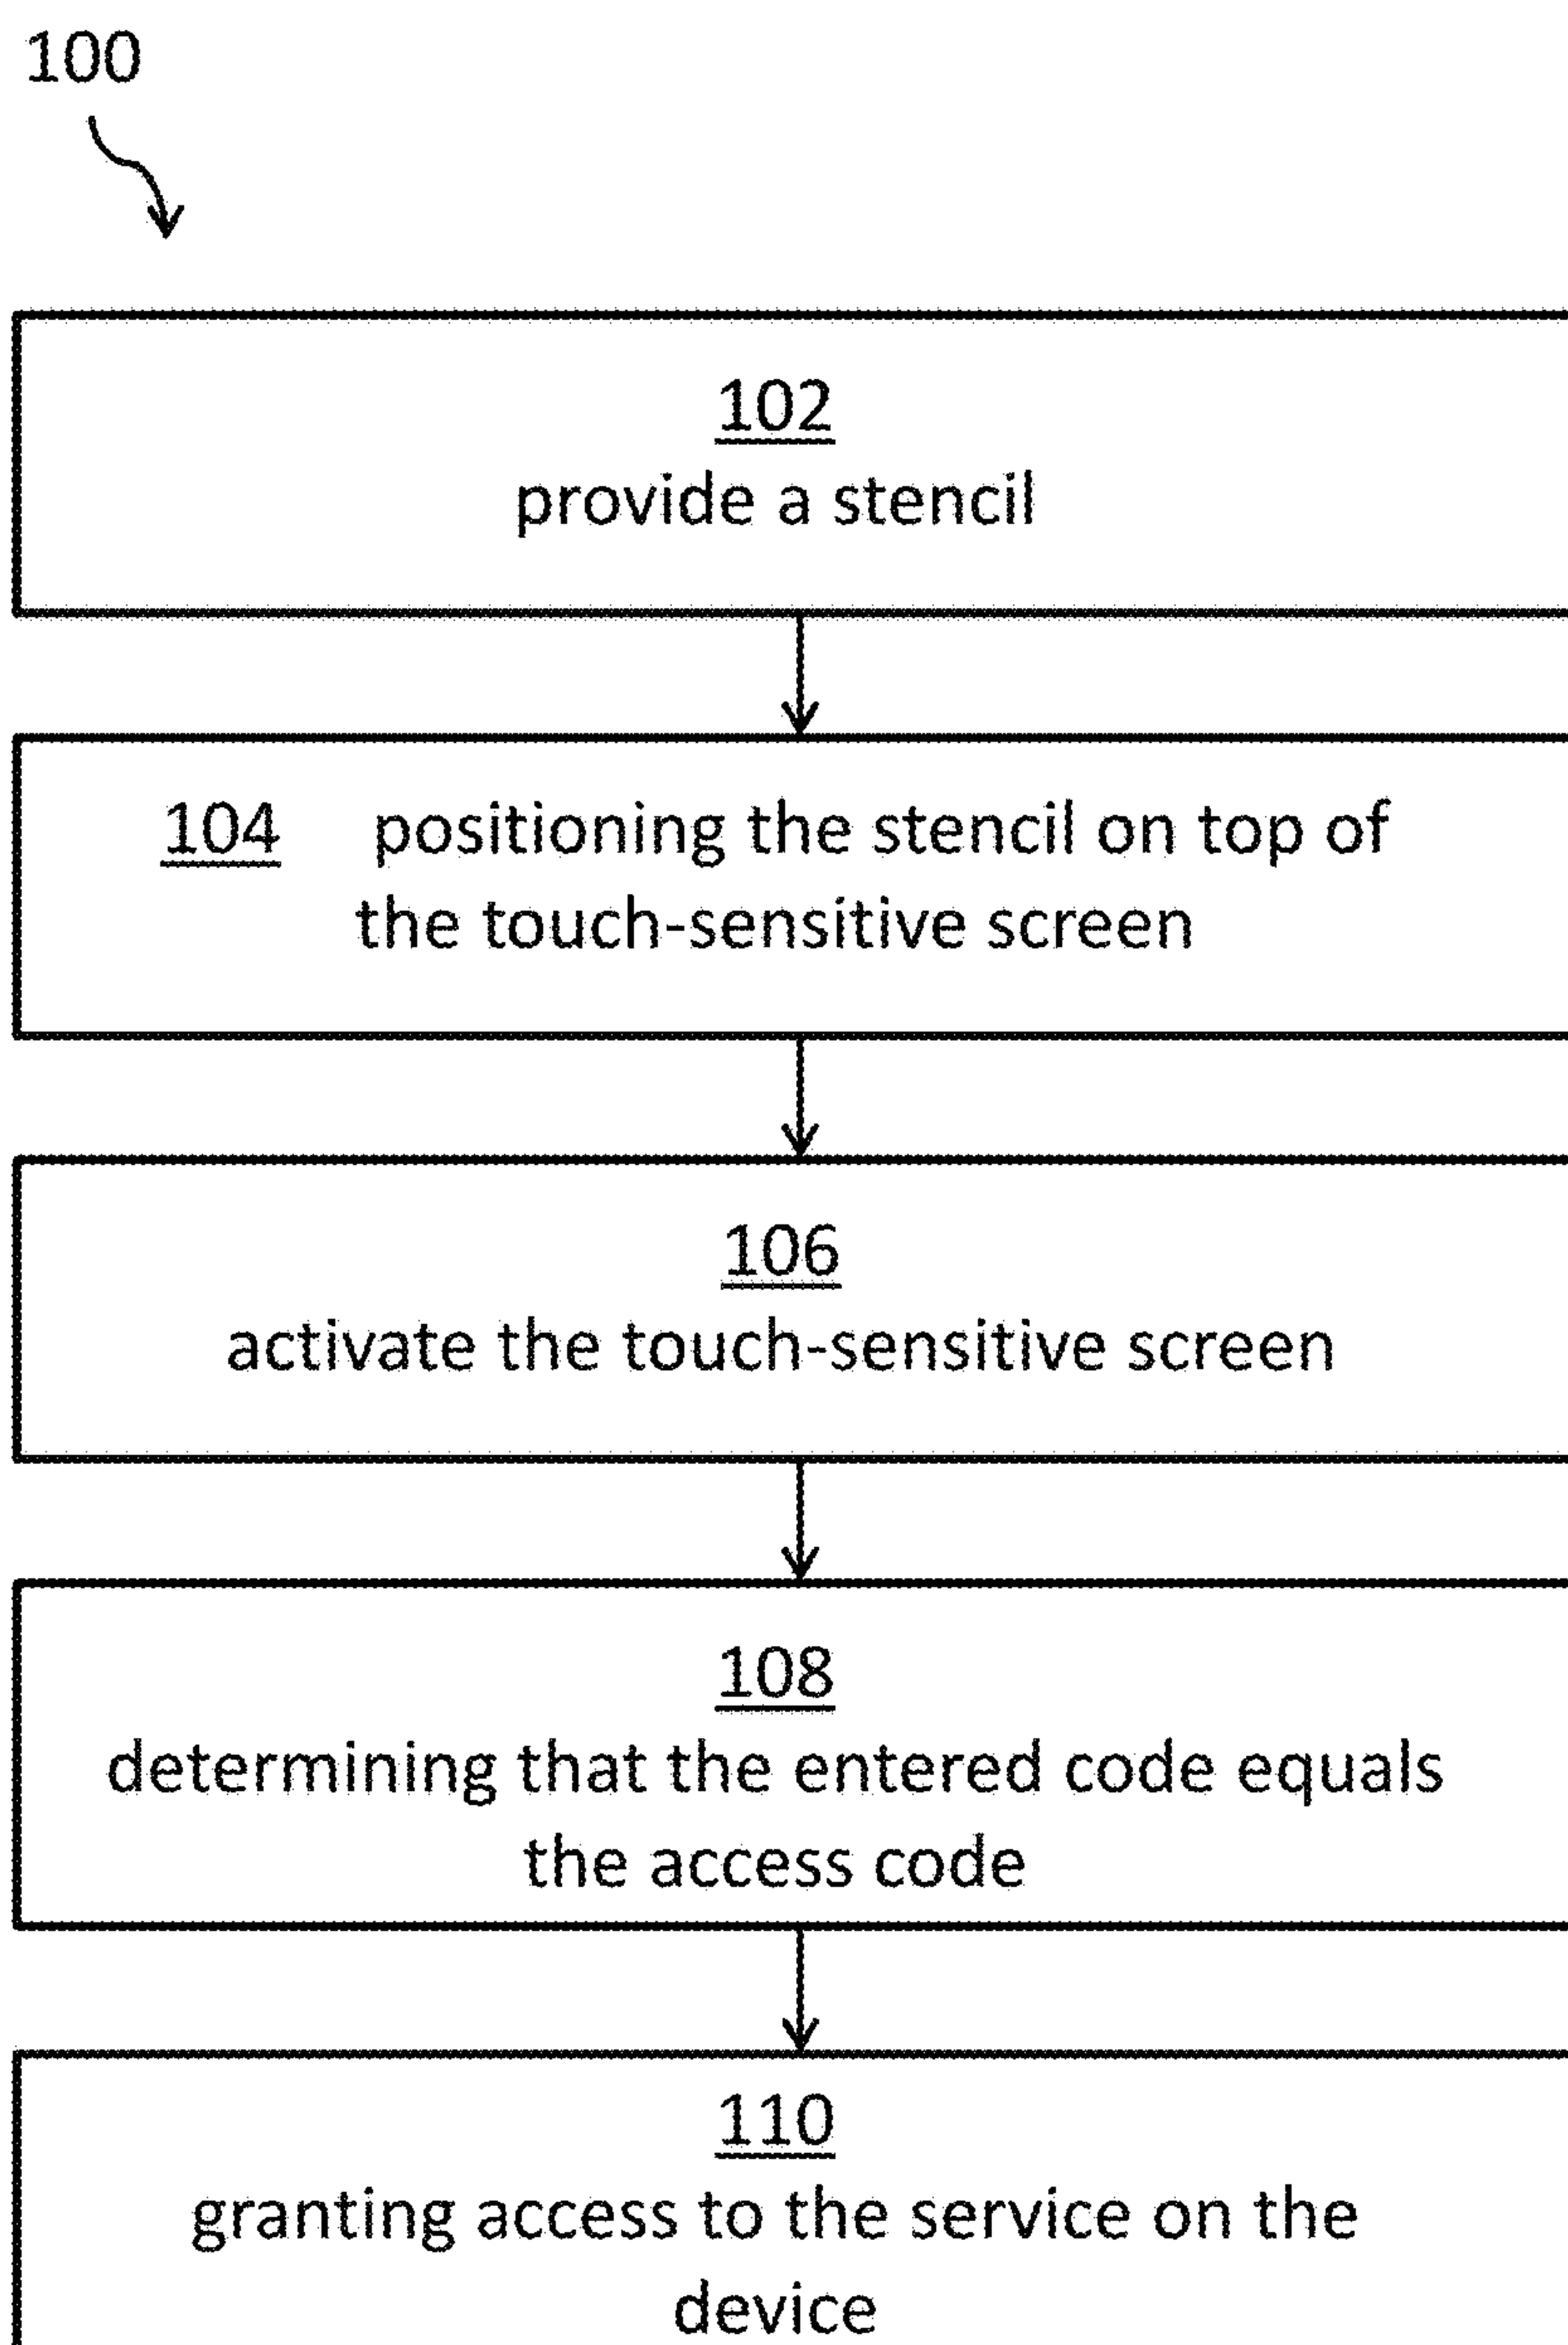 100
102
provide a stencil
104 positioning the stencil on top of
the touch-sensitive screen
106
activate the touch-sensitive screen
108
determining that the entered code equals
the access code
110
granting access to the service on the
device